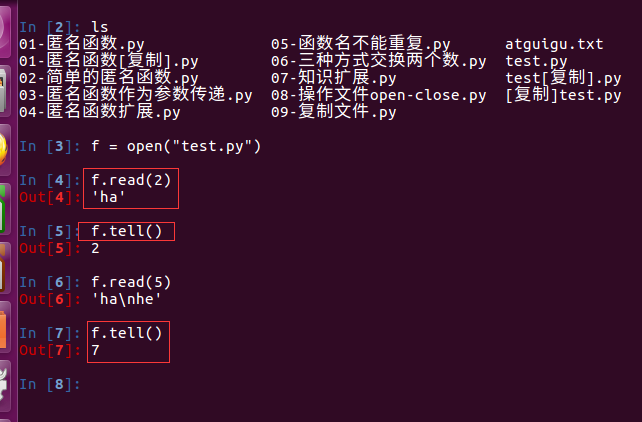 In [2]: ls
01-匿名函数.py 05-函数名不能重复.py atguigu.txt
01-匿名函数[复制].py 06-三种方式交换两个数.py test.py
02-简单的匿名函数.py 07-知识扩展.py test[复制].py
03-匿名函数作为参数传递.py 08-操作文件open-close.py [复制]test.py
04-匿名函数扩展.py 09-复制文件.py
In [3]: f = open("test.py")
In [4]: f.read(2)
Out[4]: 'ha'
In [5]: f.tell()
Out[5]: 2
In [6]: f.read(5)
Out[6]: 'ha\nhe'
In [7]: f.tell()
Out[7]: 7
In [8]: